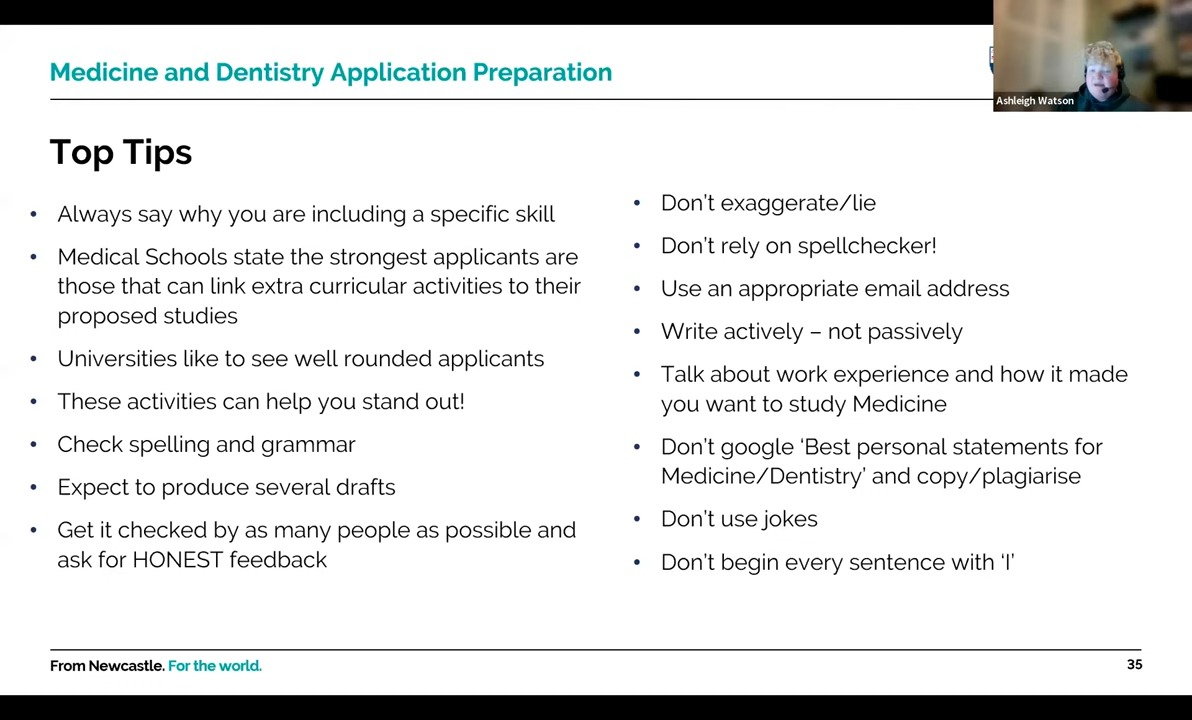 Medicine and Dentistry Application Preparation
Ashleigh Watson
Top Tips
• Always say why you are including a specific skill
• Medical Schools state the strongest applicants are
those that can link extra curricular activities to their
proposed studies
• Universities like to see well rounded applicants
• These activities can help you stand out!
• Check spelling and grammar
• Expect to produce several drafts
• Get it checked by as many people as possible and
ask for HONEST feedback
• Don’t exaggerate/lie
• Don’t rely on spellchecker!
• Use an appropriate email address
• Write actively – not passively
• Talk about work experience and how it made
you want to study Medicine
• Don’t google ‘Best personal statements for
Medicine/Dentistry’ and copy/plagiarise
• Don’t use jokes
• Don’t begin every sentence with ‘I’
From Newcastle. For the world.
35